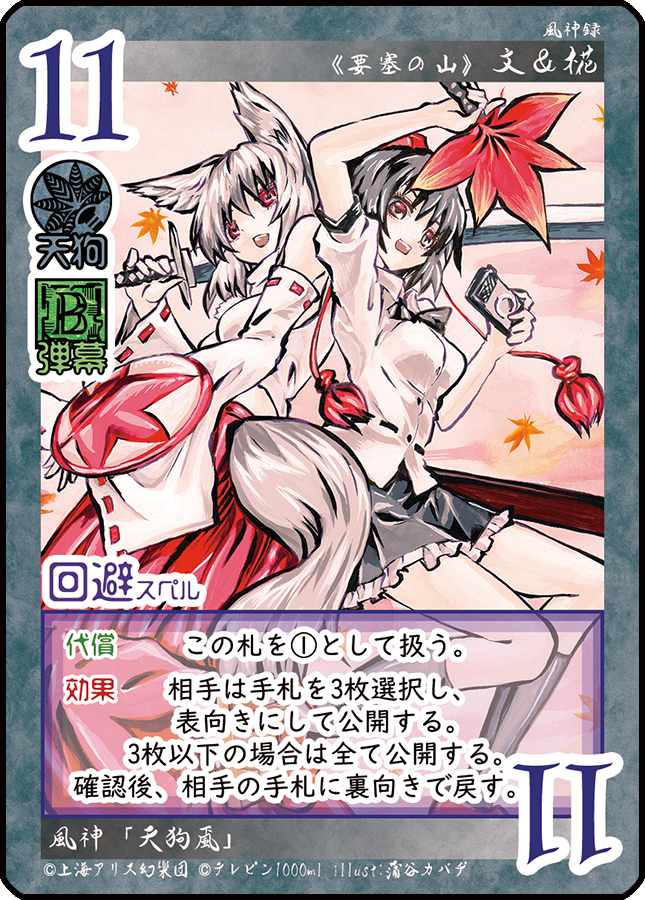 風神録
11
《要塞の山》 文&椛
天狗
B
弾幕
回避スペル
代償 この札を①として扱う。
効果 相手は手札を3枚選択し、
表向きにして公開する。
3枚以下の場合は全て公開する。
確認後、相手の手札に裏向きで戻す。
11
風神「天狗颪」
©上海アリス幻樂団 ©テレピン1000ml illust:蒲谷カバヂ